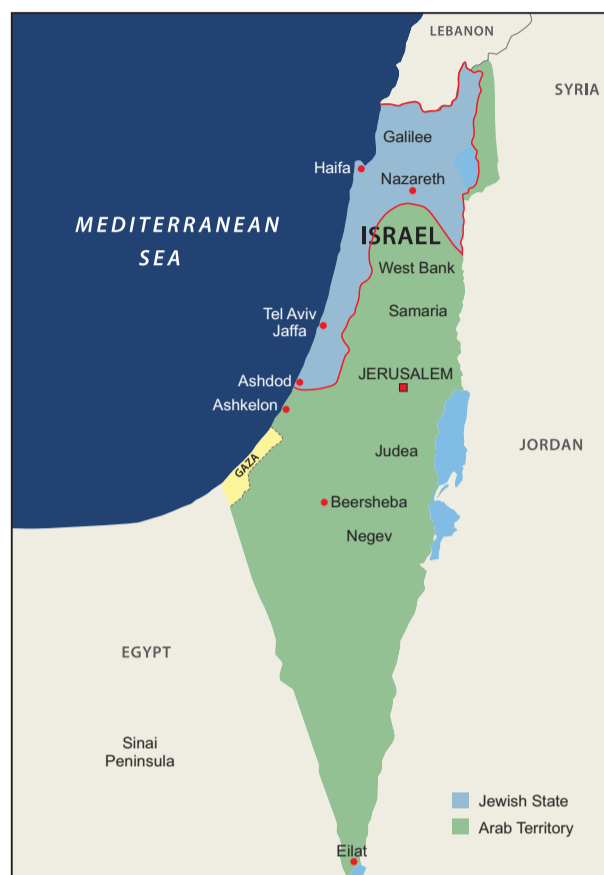 LEBANON
SYRIA
Galilee
Haifa
Nazareth
MEDITERRANEAN
SEA
ISRAEL
West Bank
Samaria
Tel Aviv
Jaffa
JERUSALEM
Ashdod
Ashkelon
JORDAN
Judea
GAZA
Beersheba
Negev
EGYPT
Sinai
Peninsula
Jewish State
Arab Territory
Eilat